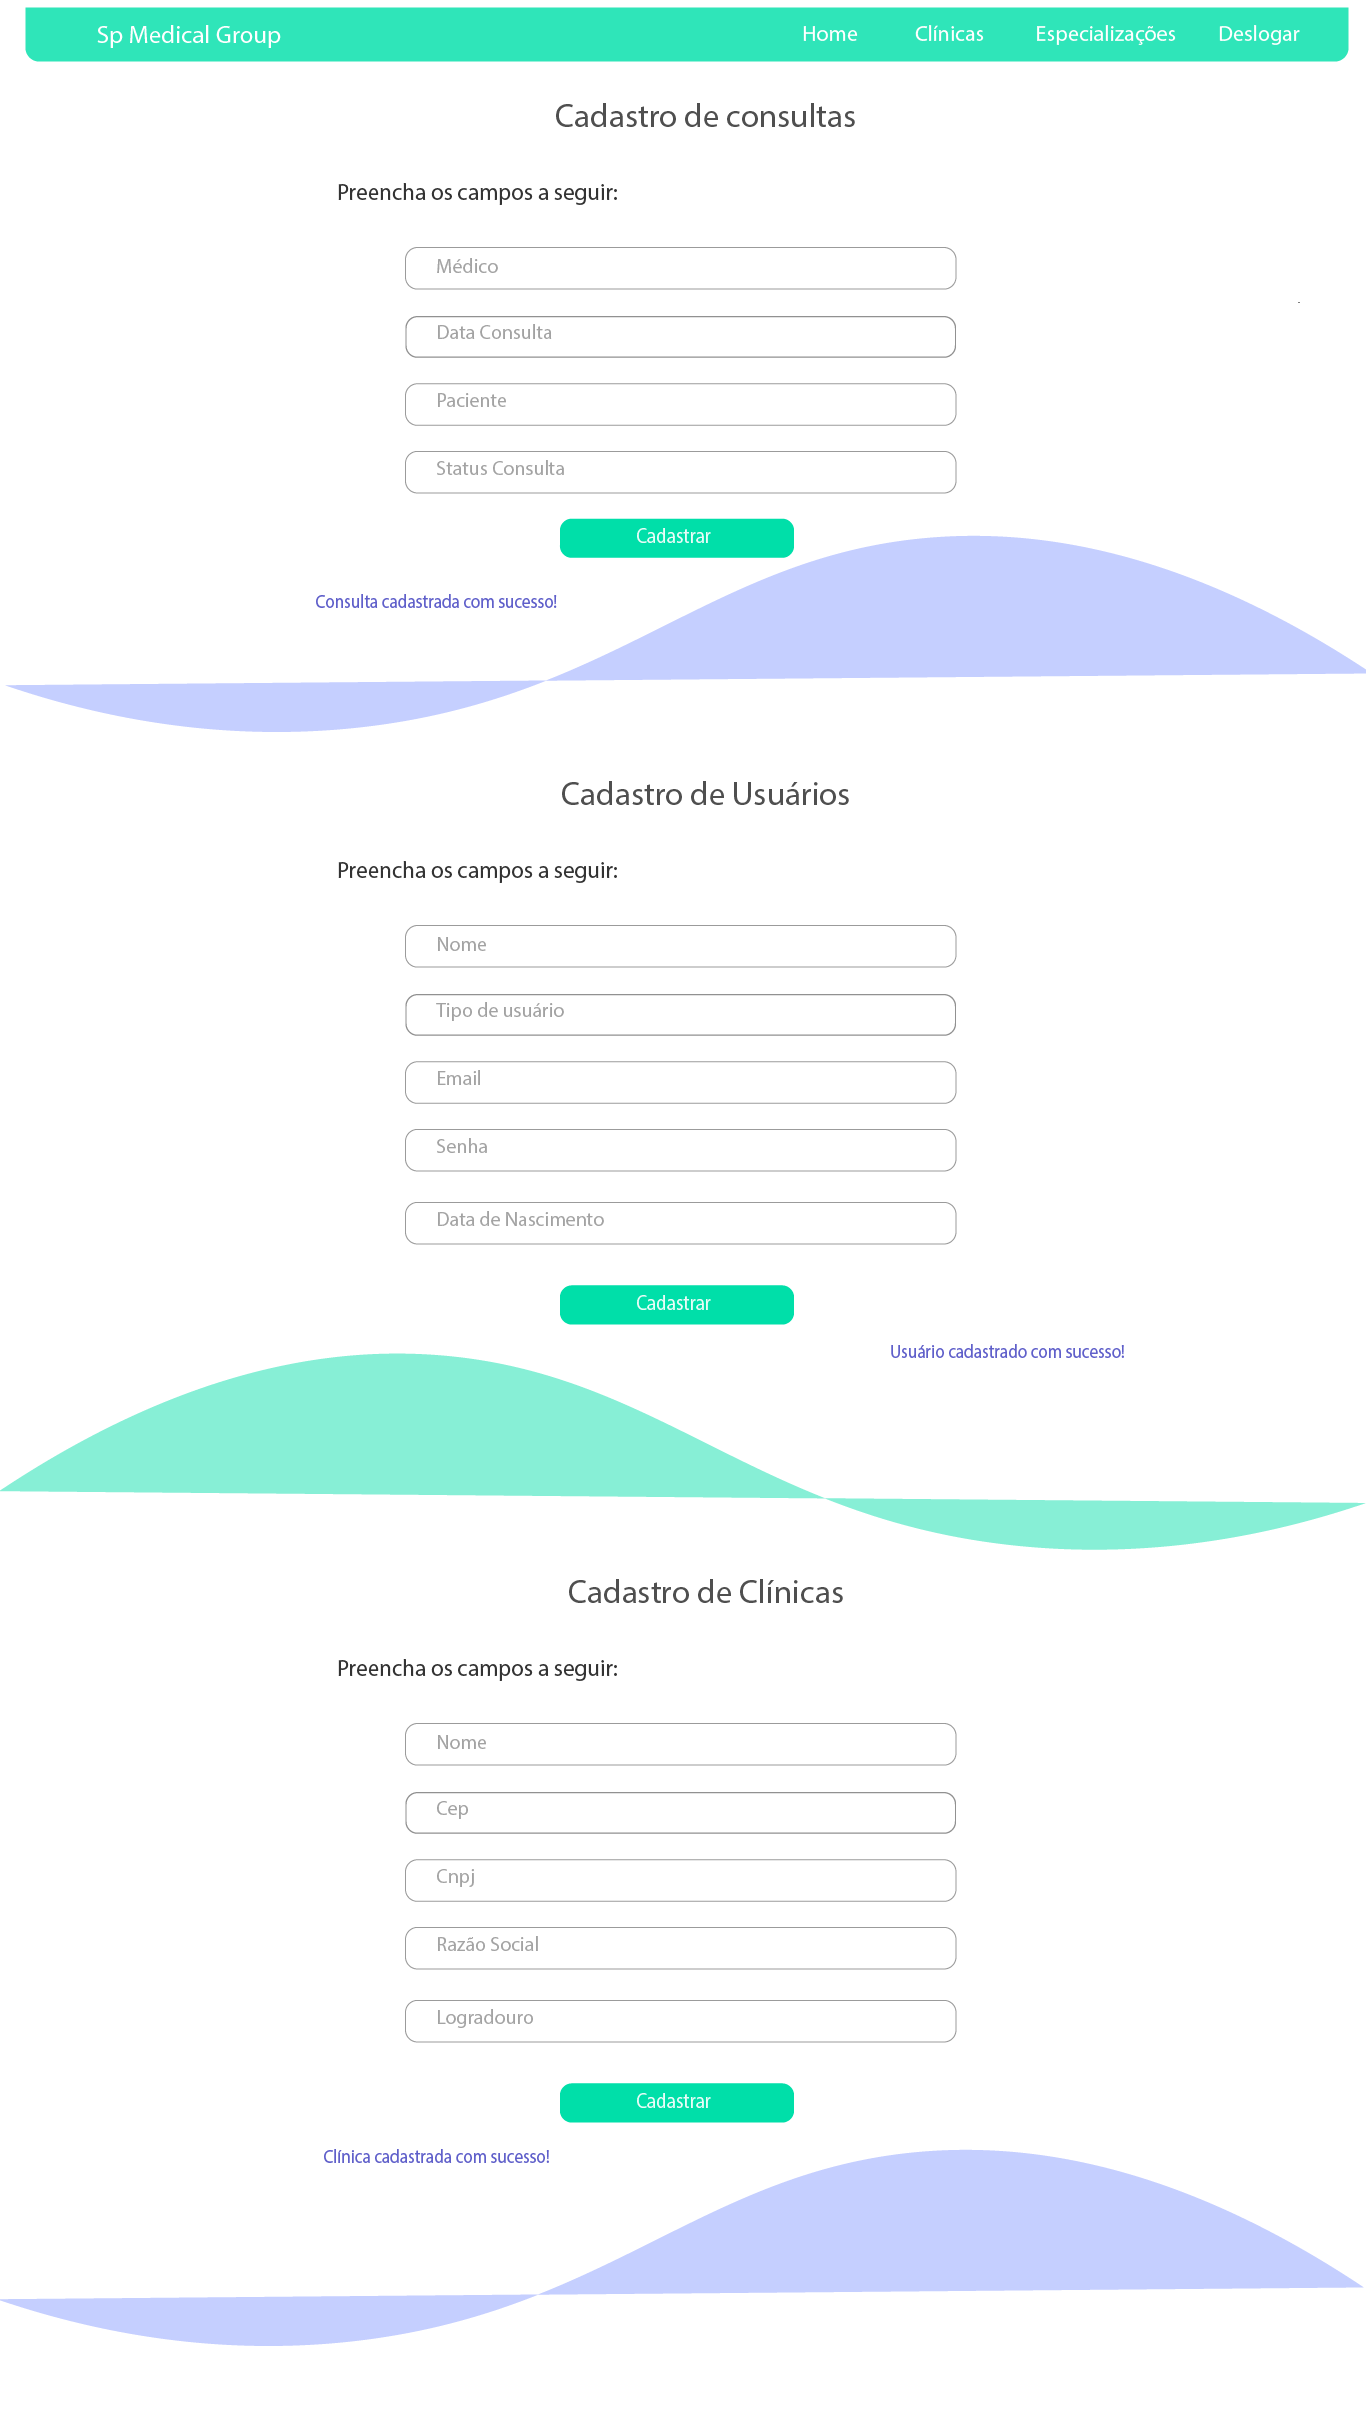 Sp Medical Group Home Clínicas Especializações Deslogar
Cadastro de consultas
Preencha os campos a seguir:
Médico
Data Consulta
Paciente
Status Consulta
Cadastrar
Consulta cadastrada com sucesso!
Cadastro de Usuários
Preencha os campos a seguir:
Nome
Tipo de usuário
Email
Senha
Data de Nascimento
Cadastrar
Usuário cadastrado com sucesso!
Cadastro de Clínicas
Preencha os campos a seguir:
Nome
Cep
Cnpj
Razão Social
Logradouro
Cadastrar
Clínica cadastrada com sucesso!